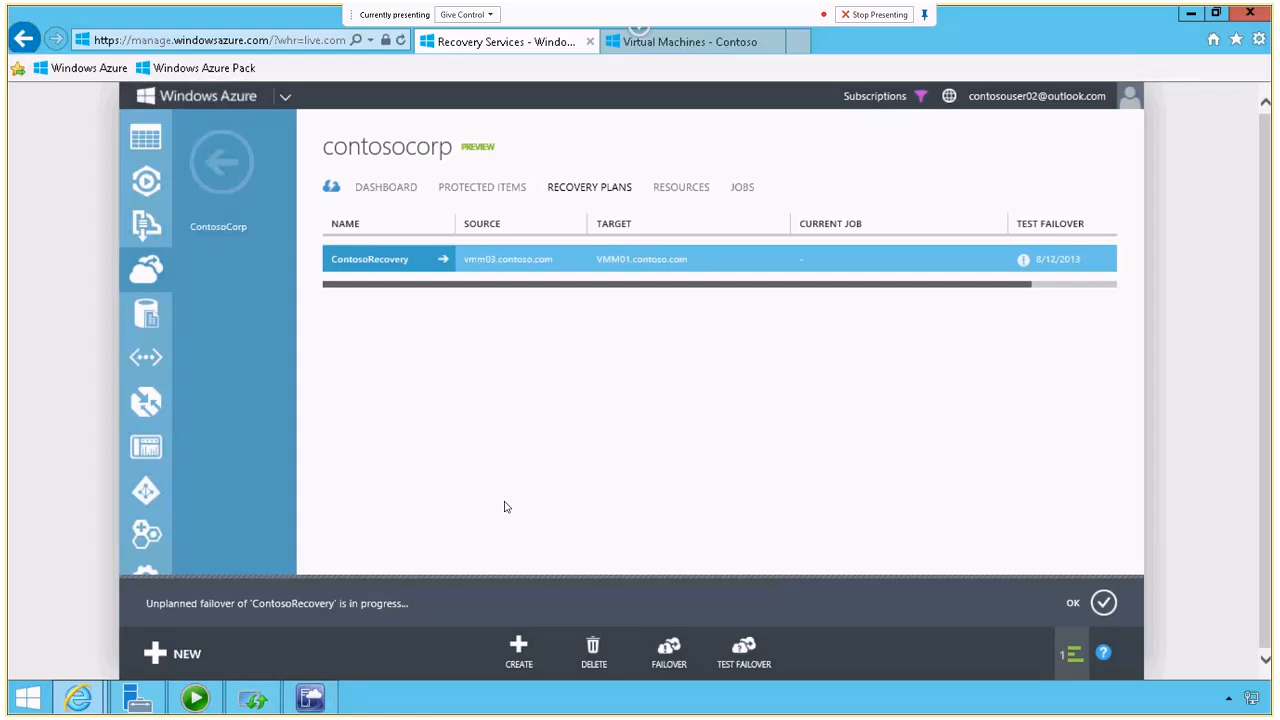 Currently presenting Give Control Stop Presenting
https://manage.windowsazure.com/?whr=live.com Recovery Services - Windo... Virtual Machines - Contoso
Windows Azure Windows Azure Pack
Windows Azure Subscriptions contosouser02@outlook.com
contosocorp PREVIEW
DASHBOARD PROTECTED ITEMS RECOVERY PLANS RESOURCES JOBS
ContosoCorp
NAME SOURCE TARGET CURRENT JOB TEST FAILOVER
ContosoRecovery vmm03.contoso.com VMM01.contoso.com - 8/12/2013
Unplanned failover of 'ContosoRecovery' is in progress... OK
NEW CREATE DELETE FAILOVER TEST FAILOVER 1 ?